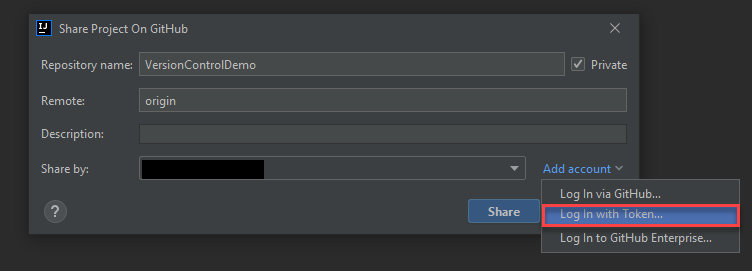 IJ Share Project On GitHub
Repository name: VersionControlDemo Private
Remote: origin
Description:
Share by: Add account
Log In via GitHub...
? Share Log In with Token...
Log In to GitHub Enterprise...